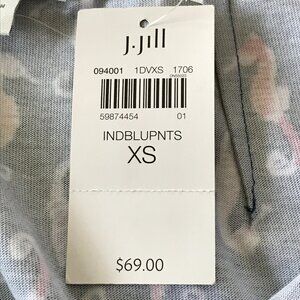 J.Jill
094001 1DVXS 1706
59874454 01
INDBLUPNTS
XS
$69.00